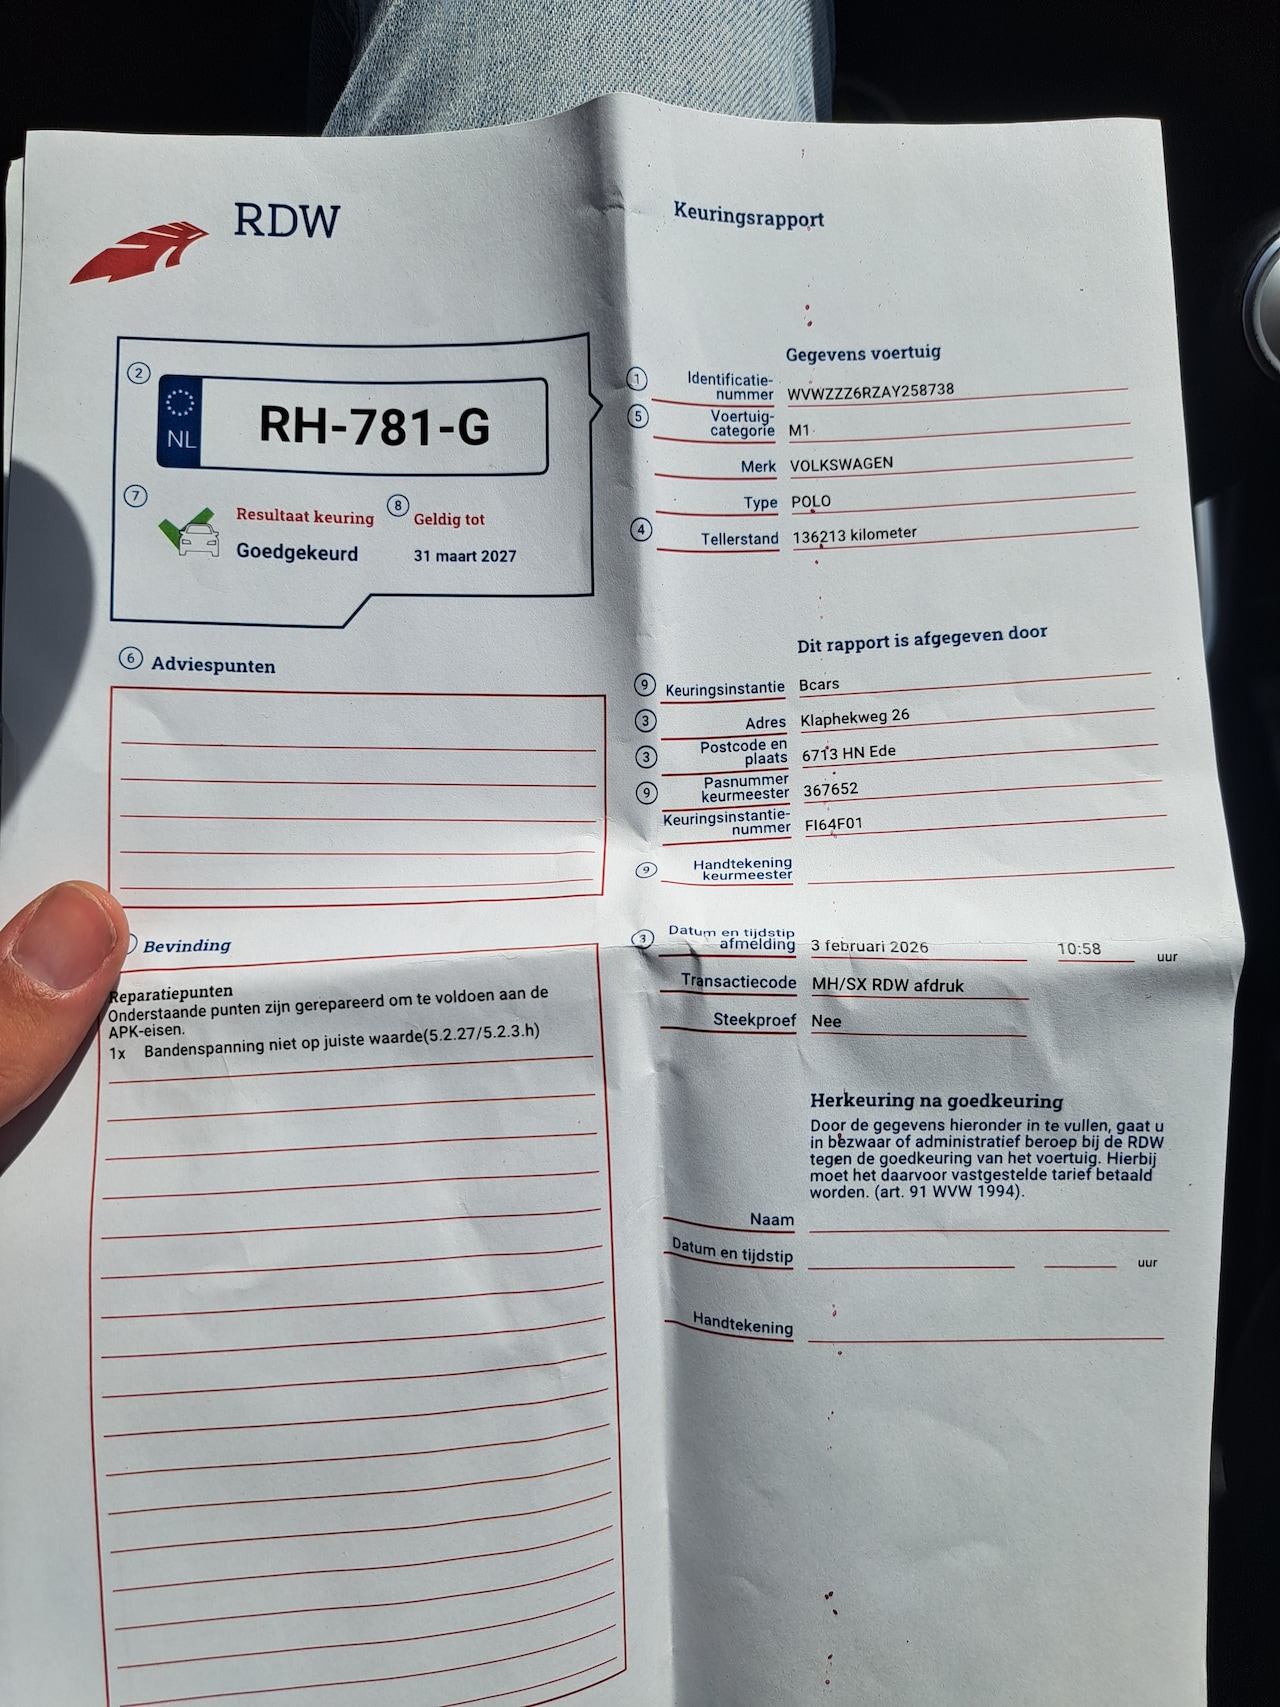 RDW
Keuringsrapport
2
NL
RH-781-G
7
Resultaat keuring
Goedgekeurd
8
Geldig tot
31 maart 2027
6 Adviespunten
Bevinding
Reparatiepunten
Onderstaande punten zijn gerepareerd om te voldoen aan de
APK-eisen.
1x Bandenspanning niet op juiste waarde(5.2.27/5.2.3.h)
Gegevens voertuig
1 Identificatie-
nummer WVWZZZ6RZAY258738
5 Voertuig-
categorie M1
Merk VOLKSWAGEN
Type POLO
4 Tellerstand 136213 kilometer
Dit rapport is afgegeven door
9 Keuringsinstantie Bcars
3 Adres Klaphekweg 26
3 Postcode en
plaats 6713 HN Ede
9 Pasnummer
keurmeester 367652
Keuringsinstantie-
nummer FI64F01
9 Handtekening
keurmeester
3 Datum en tijdstip
afmelding 3 februari 2026 10:58 uur
Transactiecode MH/SX RDW afdruk
Steekproef Nee
Herkeuring na goedkeuring
Door de gegevens hieronder in te vullen, gaat u
in bezwaar of administratief beroep bij de RDW
tegen de goedkeuring van het voertuig. Hierbij
moet het daarvoor vastgestelde tarief betaald
worden. (art. 91 WVW 1994).
Naam
Datum en tijdstip uur
Handtekening